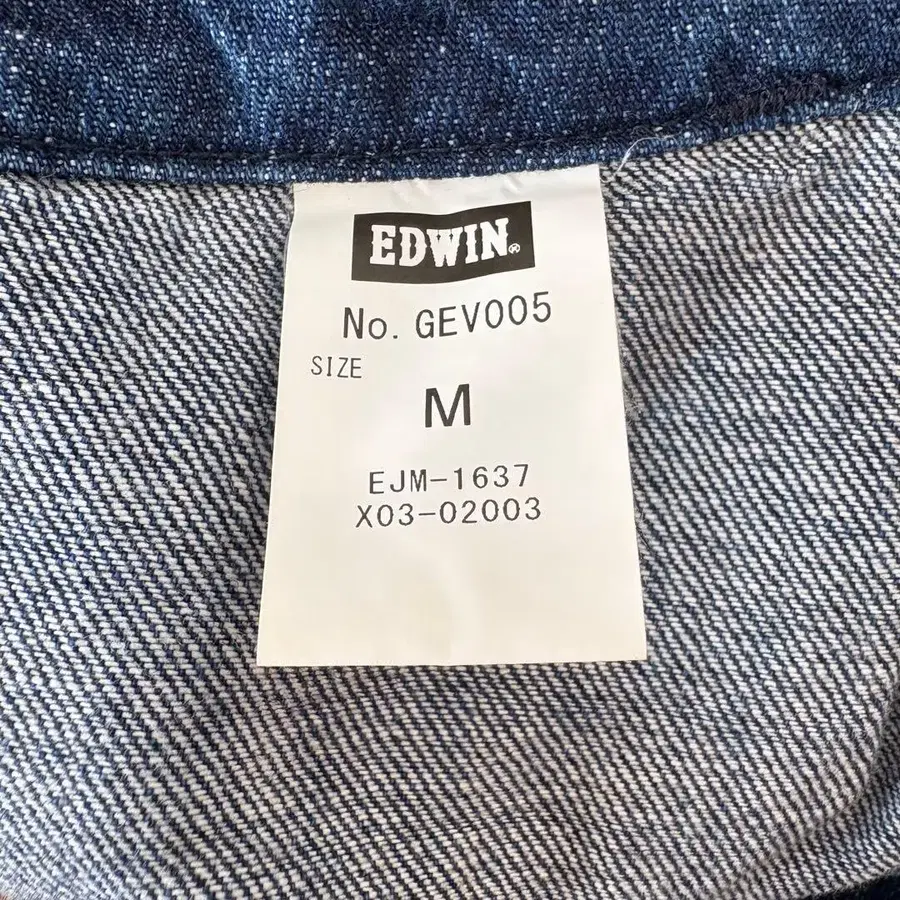 EDWIN®
No. GEV005
SIZE
M
EJM-1637
X03-02003